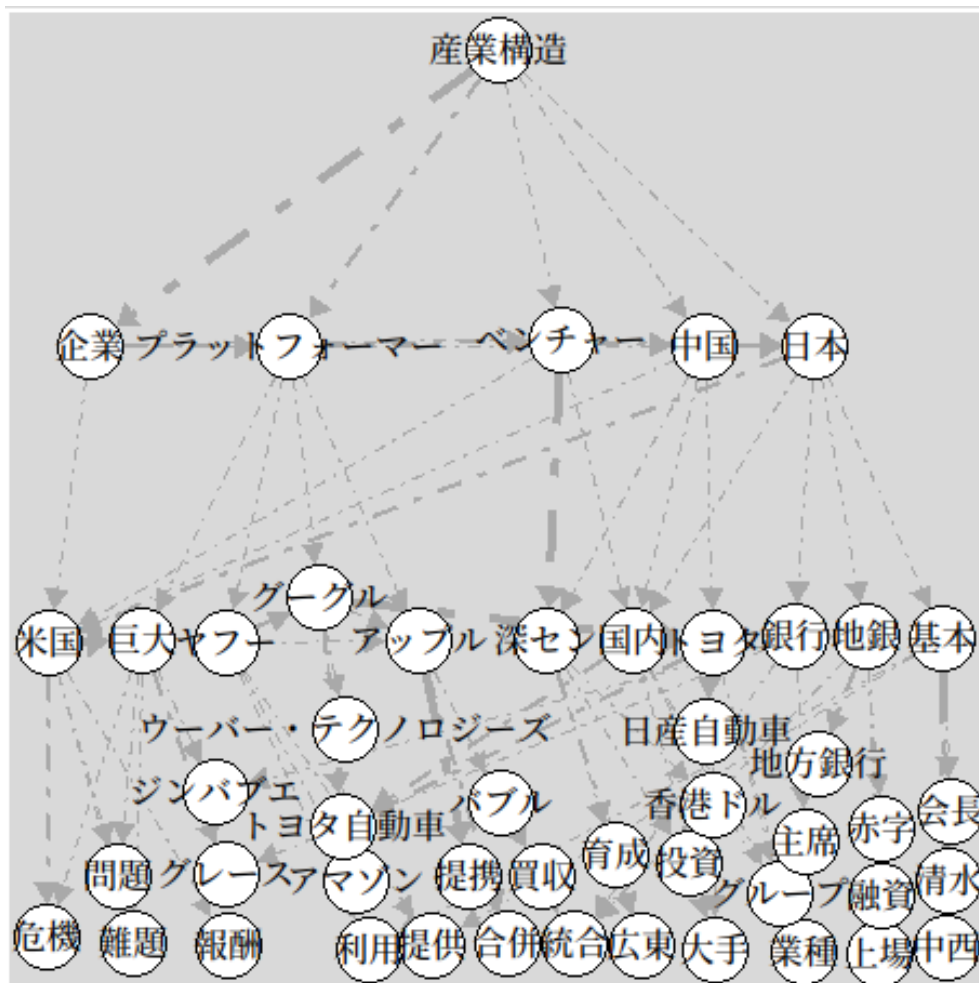 産業構造
企業
プラットフォーマー
ベンチャー
中国
日本
グーグル
米国
巨大
ヤフー
アップル
深セン
国内
トヨタ
銀行
地銀
基本
ウーバー・テクノロジーズ
日産自動車
地方銀行
ジンバブエ
バブル
香港ドル
トヨタ自動車
会長
赤字
主席
育成
投資
問題
グレース
アマゾン
提携
買収
グループ
融資
清水
危機
難題
報酬
利用
提供
合併
統合
広東
大手
業種
上場
中西